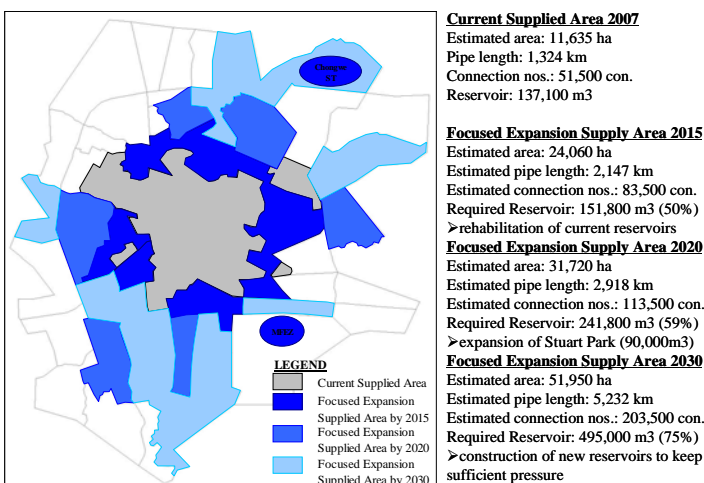 Current Supplied Area 2007
Estimated area: 11,635 ha
Pipe length: 1,324 km
Connection nos.: 51,500 con.
Reservoir: 137,100 m3
Focused Expansion Supply Area 2015
Estimated area: 24,060 ha
Estimated pipe length: 2,147 km
Estimated connection nos.: 83,500 con.
Required Reservoir: 151,800 m3 (50%)
➢rehabilitation of current reservoirs
Focused Expansion Supply Area 2020
Estimated area: 31,720 ha
Estimated pipe length: 2,918 km
Estimated connection nos.: 113,500 con.
Required Reservoir: 241,800 m3 (59%)
➢expansion of Stuart Park (90,000m3)
Focused Expansion Supply Area 2030
Estimated area: 51,950 ha
Estimated pipe length: 5,232 km
Estimated connection nos.: 203,500 con.
Required Reservoir: 495,000 m3 (75%)
➢construction of new reservoirs to keep
sufficient pressure
LEGEND
Current Supplied Area
Focused Expansion
Supplied Area by 2015
Focused Expansion
Supplied Area by 2020
Focused Expansion
Supplied Area by 2030